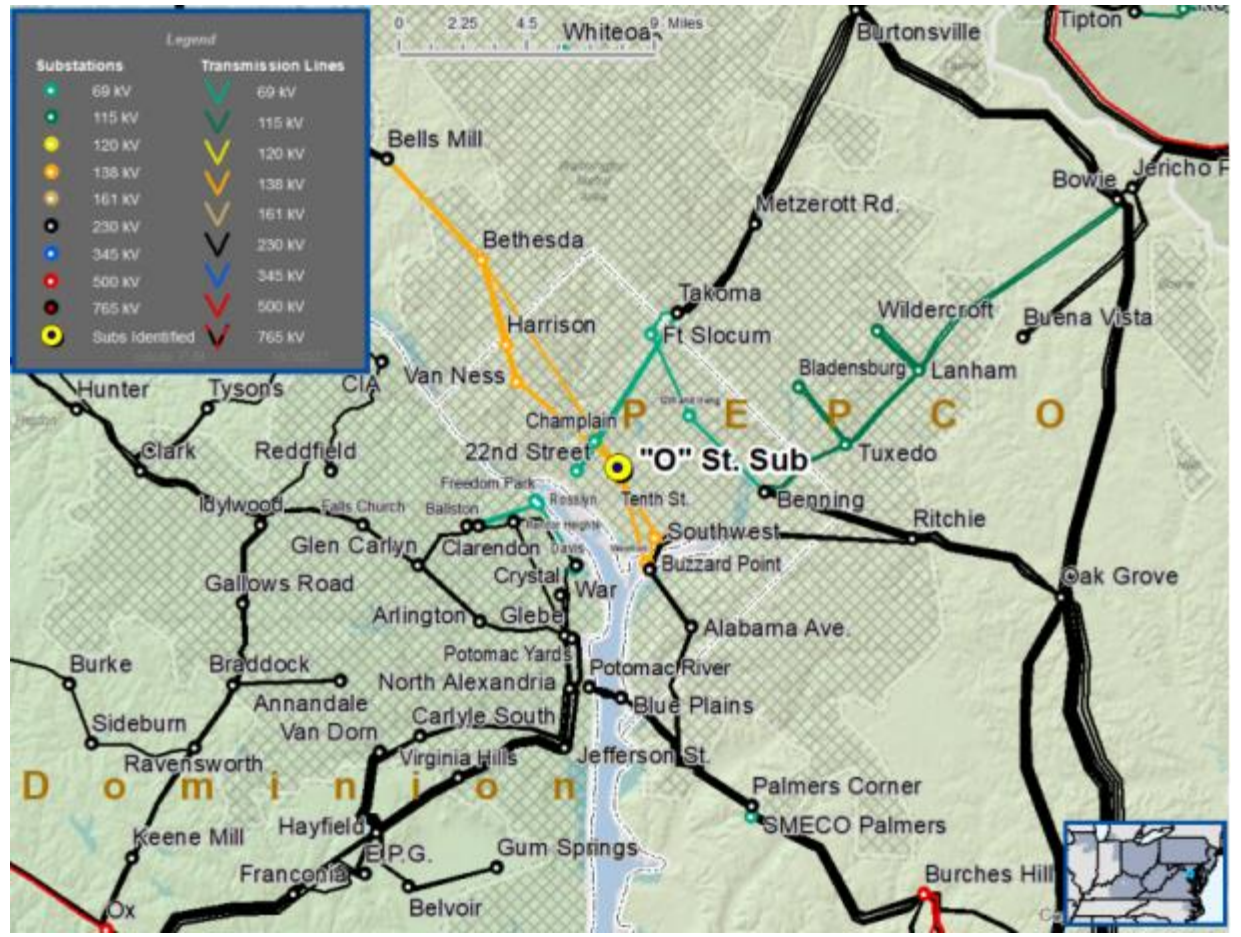 Legend
Substations
Transmission Lines
69 kV
69 kV
115 kV
115 kV
120 kV
120 kV
138 kV
138 kV
161 kV
161 kV
230 kV
230 kV
345 kV
345 kV
500 kV
500 kV
765 kV
765 kV
Subs Identified
0 2.25 4.5 9 Miles
Whiteoa
Burtonsville
Tipton
Bells Mill
Jericho
Bowie
Metzerott Rd.
Bethesda
Takoma
Wildercroft
Buena Vista
Harrison
Ft Slocum
Van Ness
Bladensburg
Lanham
Hunter
Tysons
CIA
P E P C O
Champlain
Clark
Reddfield
22nd Street
"O" St. Sub
Tuxedo
Freedom Park
Rosslyn
Tenth St.
Benning
Idylwood
Falls Church
Ballston
Southwest
Ritchie
Glen Carlyn
Clarendon
Davis
Buzzard Point
Gallows Road
Crystal
War
Oak Grove
Arlington
Glebe
Alabama Ave.
Potomac Yards
Burke
Braddock
Potomac River
North Alexandria
Annandale
Blue Plains
Sideburn
Van Dorn
Carlyle South
Ravensworth
Virginia Hills
Jefferson St.
D o m i n i o n
Palmers Corner
Hayfield
SMECO Palmers
Keene Mill
E.P.G.
Gum Springs
Franconia
Burches Hill
Belvoir
Ox